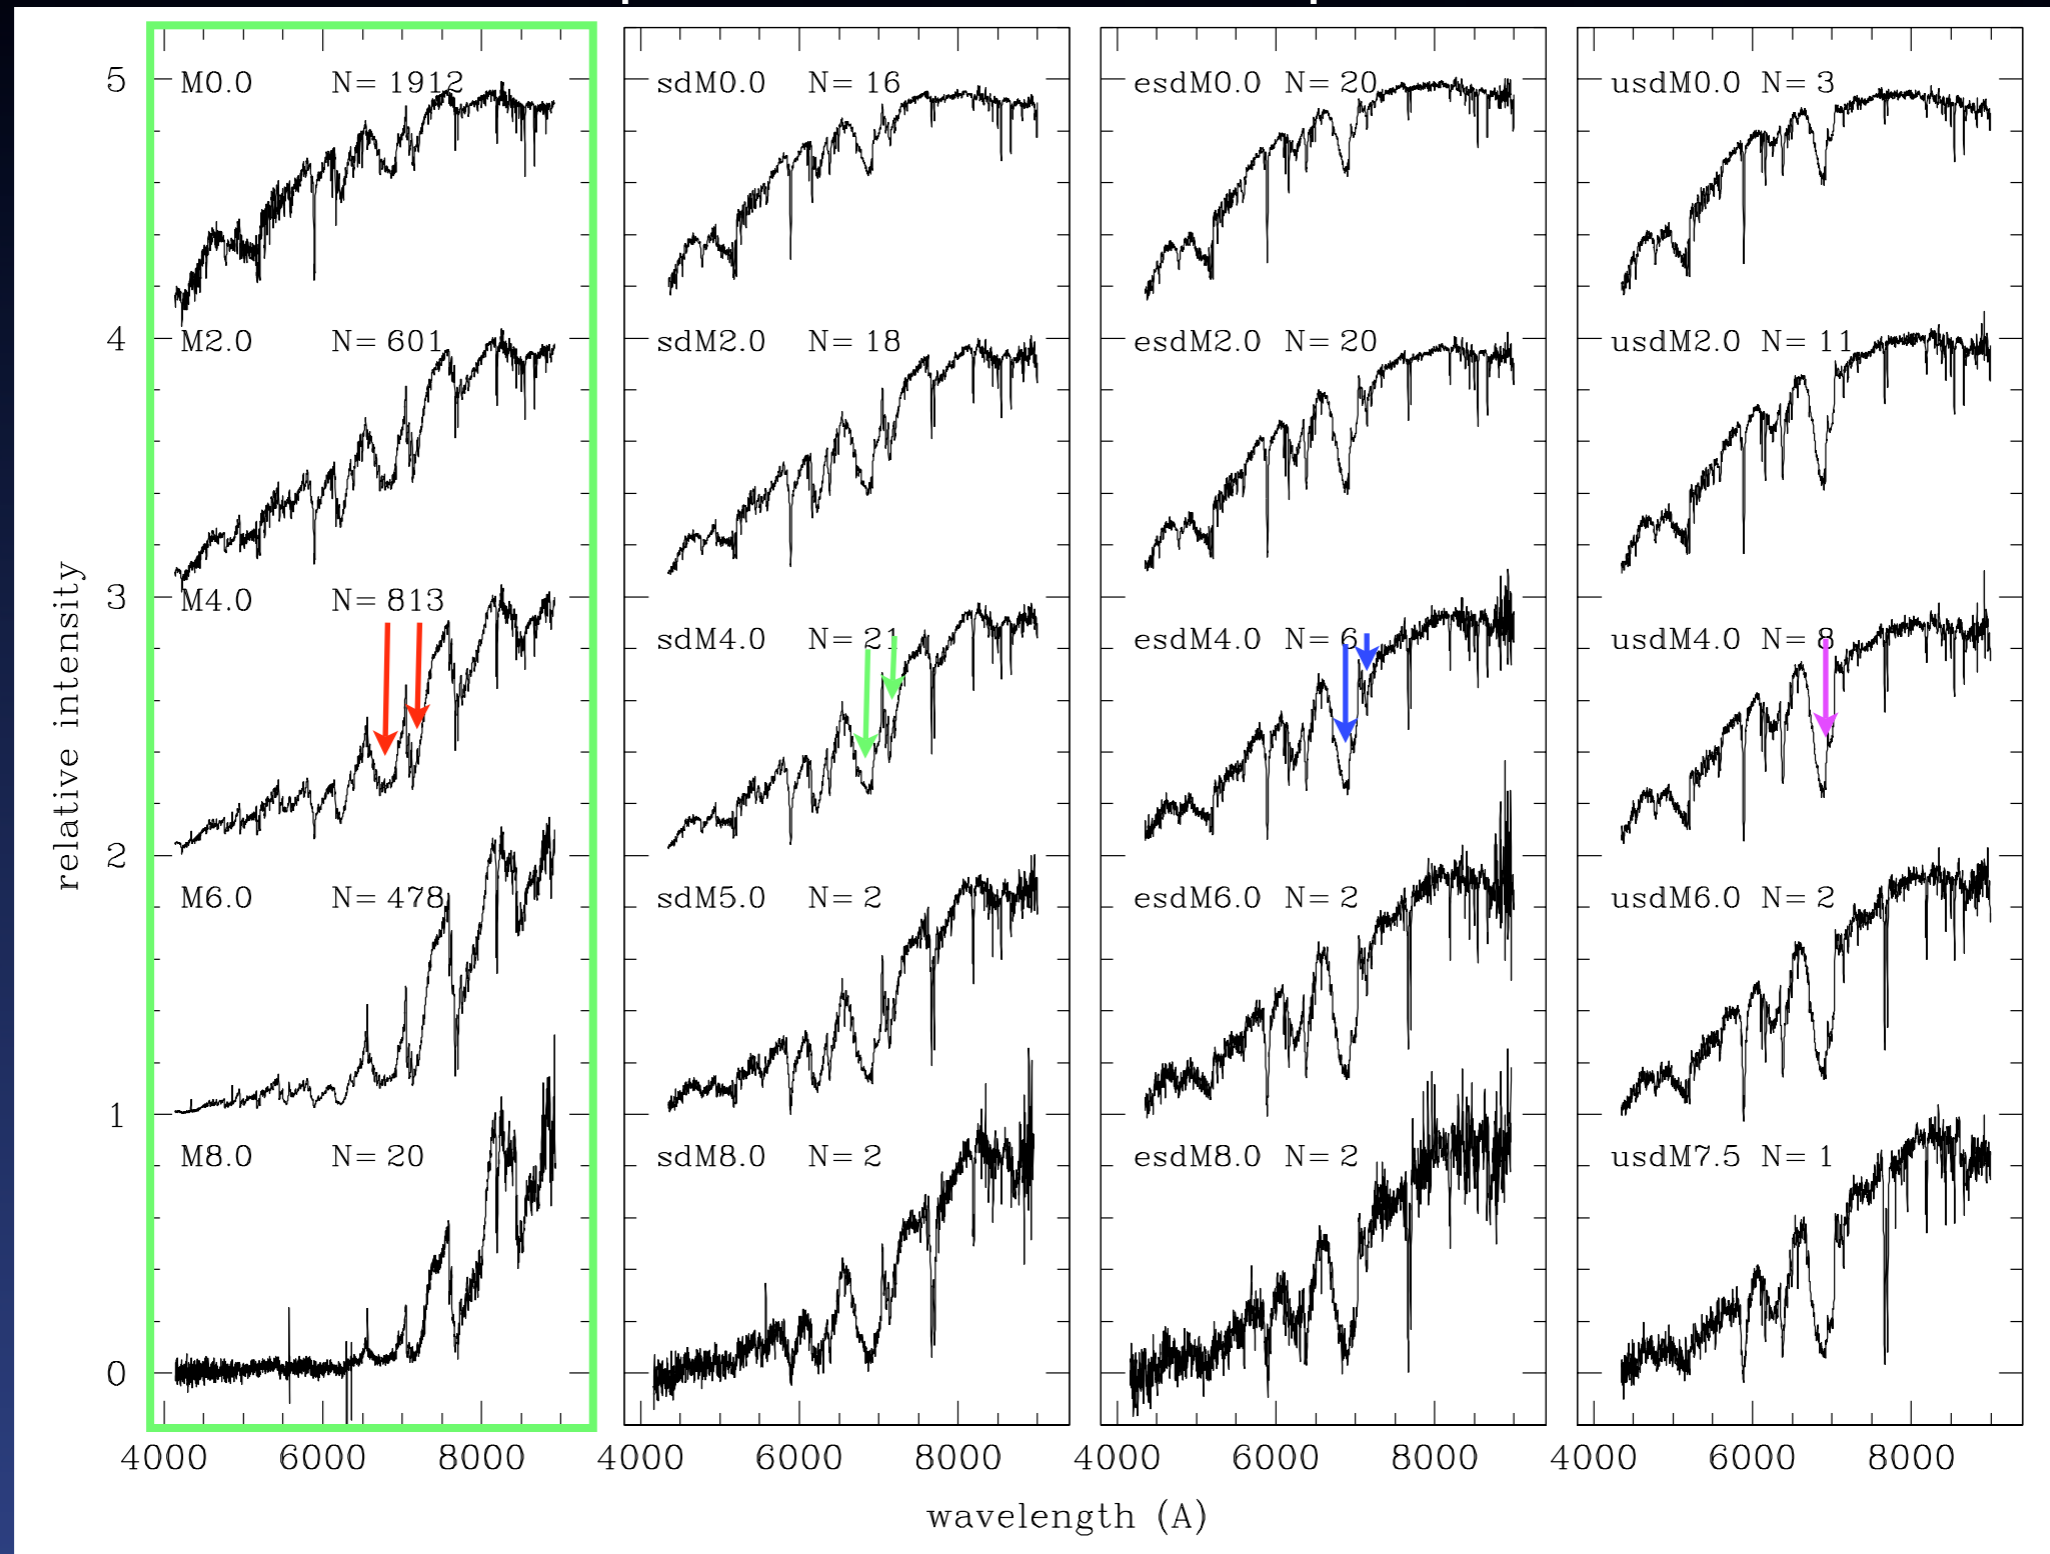 M0.0 N= 1912
sdM0.0 N= 16
esdM0.0 N= 20
usdM0.0 N= 3
M2.0 N= 601
sdM2.0 N= 18
esdM2.0 N= 20
usdM2.0 N= 11
M4.0 N= 813
sdM4.0 N= 21
esdM4.0 N= 6
usdM4.0 N= 8
M6.0 N= 478
sdM5.0 N= 2
esdM6.0 N= 2
usdM6.0 N= 2
M8.0 N= 20
sdM8.0 N= 2
esdM8.0 N= 2
usdM7.5 N= 1
5
4
3
2
1
0
relative intensity
4000 6000 8000 4000 6000 8000 4000 6000 8000 4000 6000 8000
wavelength (A)